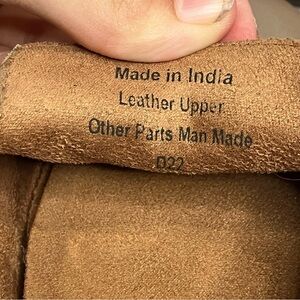 Made in India
Leather Upper
Other Parts Man Made
D22